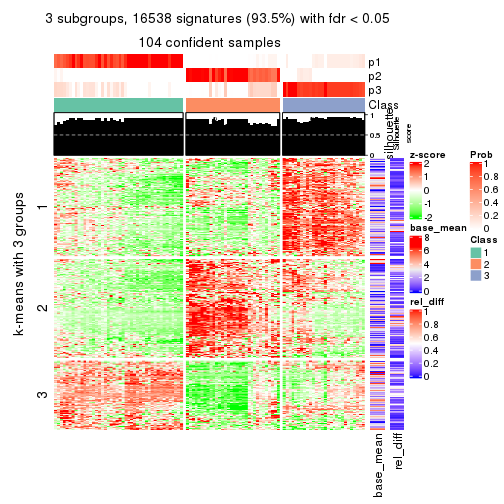 3 subgroups, 16538 signatures (93.5%) with fdr < 0.05
104 confident samples
p1
p2
p3
Class
1
0.5
0
silhouette
Silhouette
score
k-means with 3 groups
1
2
3
base_mean
rel_diff
z-score
2
1
0
-1
-2
base_mean
8
6
4
2
0
rel_diff
1
0.8
0.6
0.4
0.2
0
Prob
1
0.8
0.6
0.4
0.2
0
Class
1
2
3